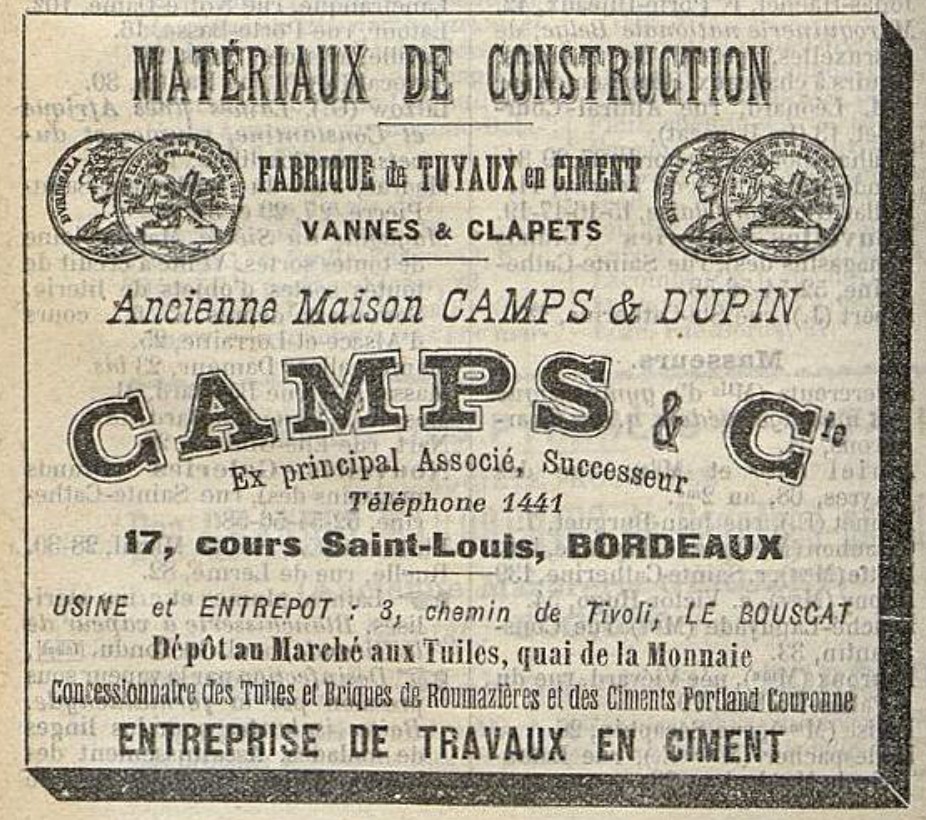 MATÉRIAUX DE CONSTRUCTION
FABRIQUE de TUYAUX en CIMENT
VANNES & CLAPETS
Ancienne Maison CAMPS & DUPIN
CAMPS & Cie
Ex principal Associé, Successeur
Téléphone 1441
17, cours Saint-Louis, BORDEAUX
USINE et ENTREPOT : 3, chemin de Tivoli, LE BOUSCAT
Dépôt au Marché aux Tuiles, quai de la Monnaie
Concessionnaire des Tuiles et Briques de Roumazières et des Ciments Portland Couronne
ENTREPRISE DE TRAVAUX EN CIMENT